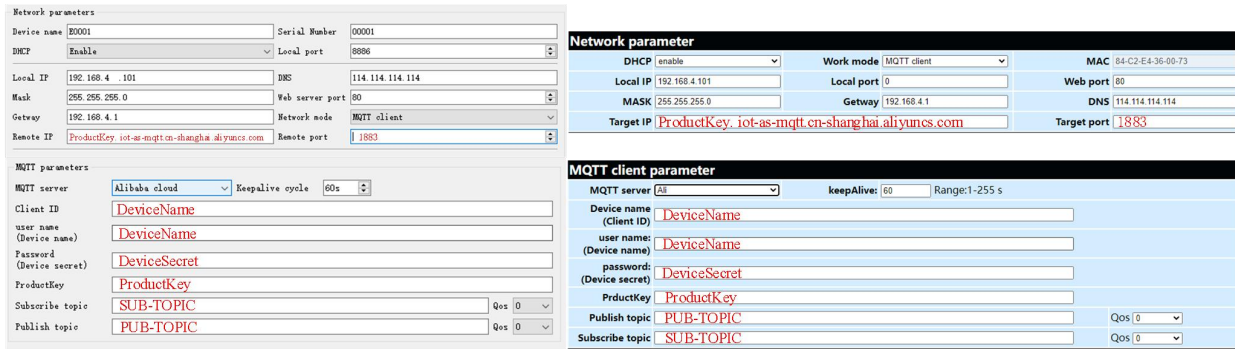 Network parameters
Device name E0001 Serial Number 00001
DHCP Enable Local port 8886
Local IP 192.168.4 .101 DNS 114.114.114.114
Mask 255.255.255.0 Web server port 80
Getway 192.168.4.1 Network mode MQTT client
Remote IP ProductKey. iot-as-mqtt.cn-shanghai.aliyuncs.com Remote port 1883
MQTT parameters
MQTT server Alibaba cloud Keepalive cycle 60s
Client ID DeviceName
user name
(Device name) DeviceName
Password
(Device secret) DeviceSecret
ProductKey ProductKey
Subscribe topic SUB-TOPIC Qos 0
Publish topic PUB-TOPIC Qos 0
Network parameter
DHCP enable Work mode MQTT client MAC 84-C2-E4-36-00-73
Local IP 192.168.4.101 Local port 0 Web port 80
MASK 255.255.255.0 Getway 192.168.4.1 DNS 114.114.114.114
Target IP ProductKey. iot-as-mqtt.cn-shanghai.aliyuncs.com Target port 1883
MQTT client parameter
MQTT server Ali keepAlive: 60 Range:1-255 s
Device name
(Client ID) DeviceName
user name:
(Device name) DeviceName
password:
(Device secret) DeviceSecret
PrductKey ProductKey
Publish topic PUB-TOPIC Qos 0
Subscribe topic SUB-TOPIC Qos 0